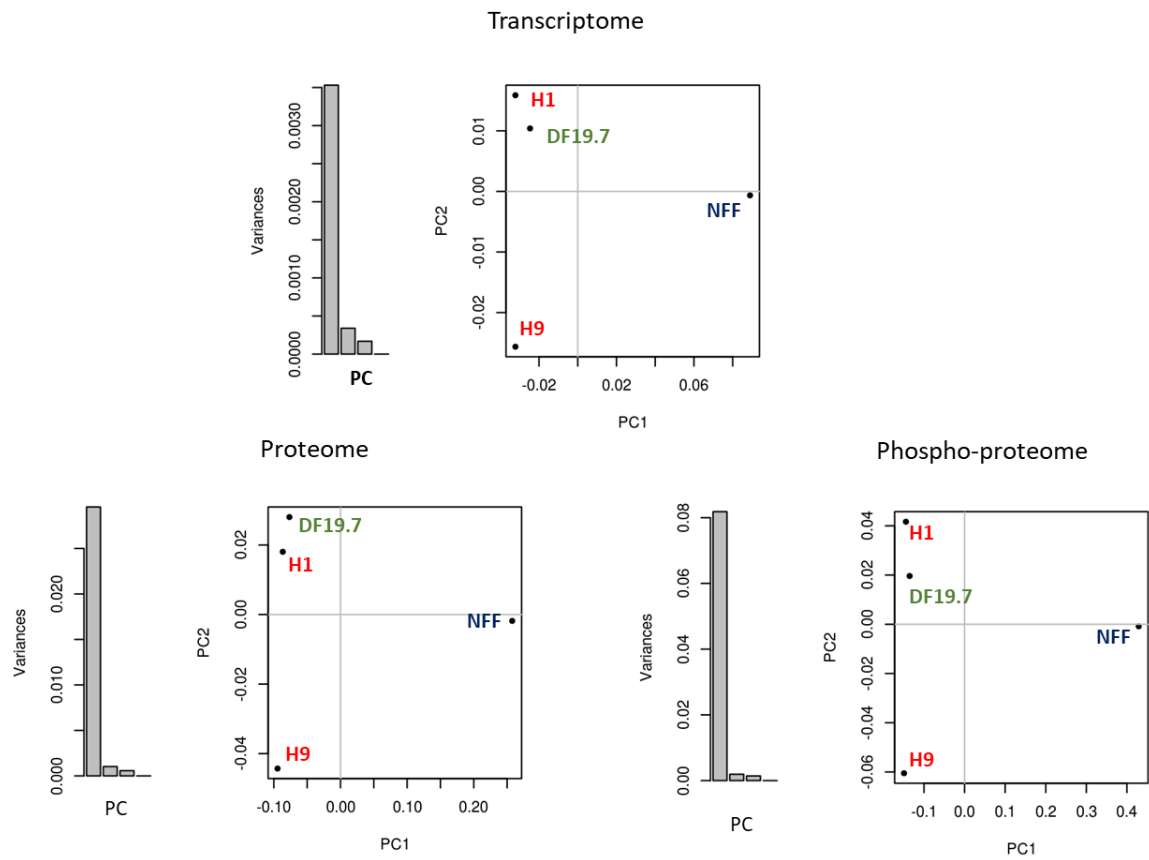 Transcriptome
Variances
0.0000
0.0010
0.0020
0.0030
PC
PC2
0.01
0.00
-0.01
-0.02
H1
DF19.7
NFF
H9
-0.02
0.02
0.06
PC1
Proteome
Variances
0.000
0.010
0.020
PC
PC2
0.02
0.00
-0.02
-0.04
DF19.7
H1
NFF
H9
-0.10
0.00
0.10
0.20
PC1
Phospho-proteome
Variances
0.00
0.02
0.04
0.06
0.08
PC
PC2
0.04
0.02
0.00
-0.02
-0.04
-0.06
H1
DF19.7
NFF
H9
-0.1
0.0
0.1
0.2
0.3
0.4
PC1